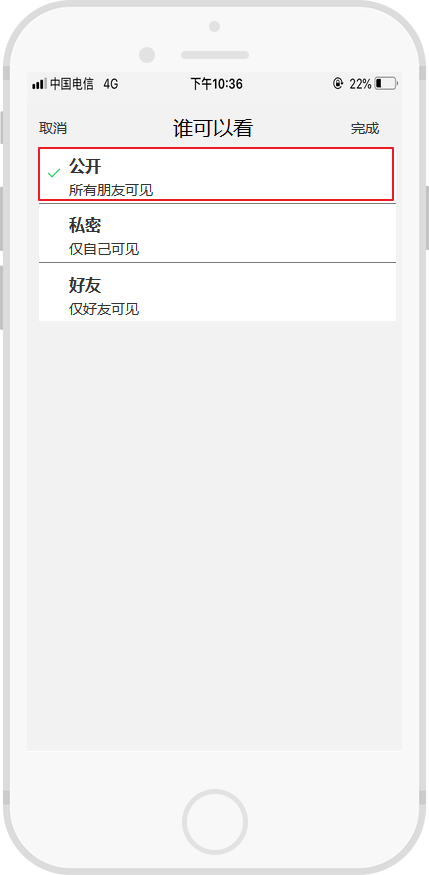 中国电信 4G 下午10:36 22%
取消 谁可以看 完成
公开
所有朋友可见
私密
仅自己可见
好友
仅好友可见